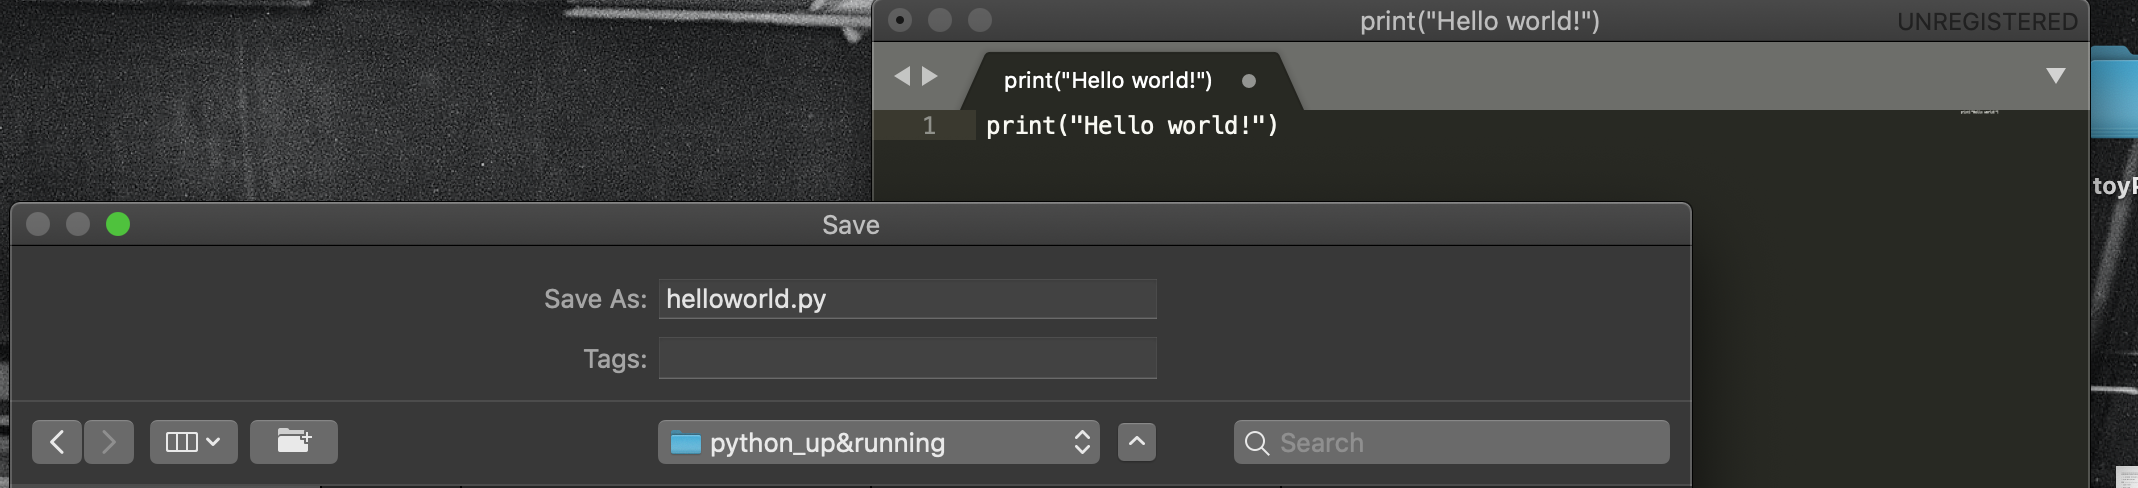 print("Hello world!")
UNREGISTERED
print("Hello world!")
1 print("Hello world!")
Save
Save As: helloworld.py
Tags:
python_up&running
Search